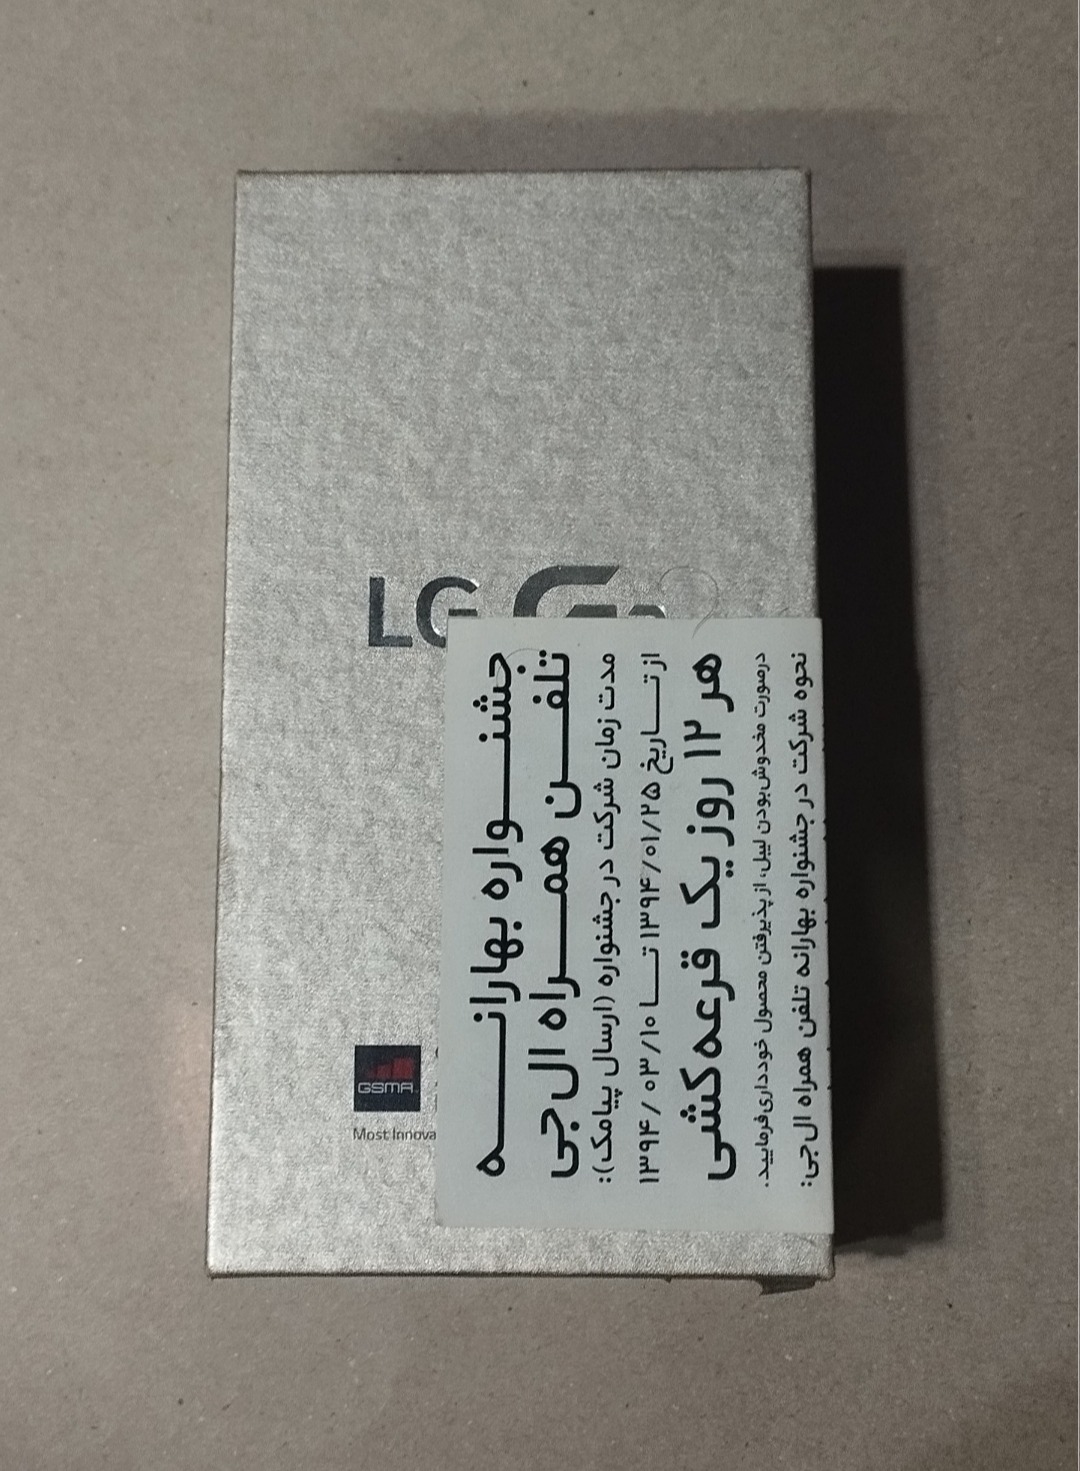 LG G
GSMA
Most Innova
جشنواره بهارانه
تلفن همراه ال جی
مدت زمان شرکت در جشنواره (ارسال پیامک):
از تاریخ ۱۳۹۴/۰۱/۲۵ تا ۱۳۹۴/۰۳/۱۰
هر ۱۲ روز یک قرعه کشی
درصورت مخدوش بودن لیبل، از پذیرفتن محصول خودداری فرمایید.
نحوه شرکت در جشنواره بهارانه تلفن همراه ال جی: